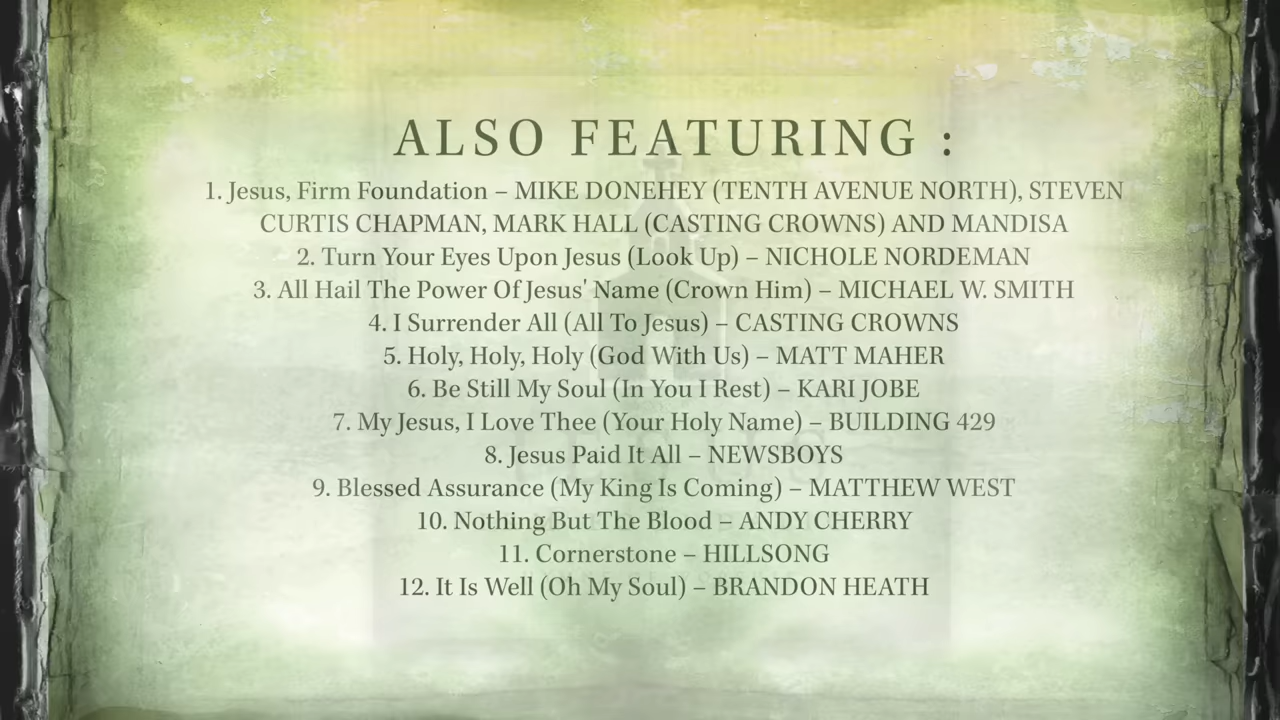 ALSO FEATURING :
1. Jesus, Firm Foundation – MIKE DONEHEY (TENTH AVENUE NORTH), STEVEN
CURTIS CHAPMAN, MARK HALL (CASTING CROWNS) AND MANDISA
2. Turn Your Eyes Upon Jesus (Look Up) – NICHOLE NORDEMAN
3. All Hail The Power Of Jesus' Name (Crown Him) – MICHAEL W. SMITH
4. I Surrender All (All To Jesus) – CASTING CROWNS
5. Holy, Holy, Holy (God With Us) – MATT MAHER
6. Be Still My Soul (In You I Rest) – KARI JOBE
7. My Jesus, I Love Thee (Your Holy Name) – BUILDING 429
8. Jesus Paid It All – NEWSBOYS
9. Blessed Assurance (My King Is Coming) – MATTHEW WEST
10. Nothing But The Blood – ANDY CHERRY
11. Cornerstone – HILLSONG
12. It Is Well (Oh My Soul) – BRANDON HEATH